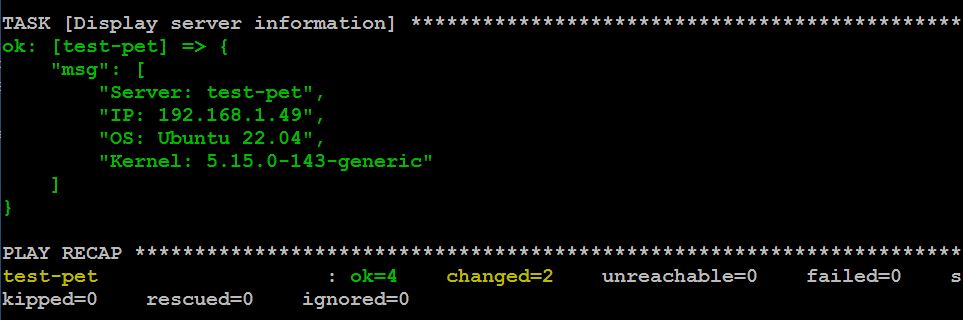 TASK [Display server information] **********************************************
ok: [test-pet] => {
    "msg": [
        "Server: test-pet",
        "IP: 192.168.1.49",
        "OS: Ubuntu 22.04",
        "Kernel: 5.15.0-143-generic"
    ]
}
PLAY RECAP *********************************************************************
test-pet                   : ok=4    changed=2    unreachable=0    failed=0    s
kipped=0    rescued=0    ignored=0